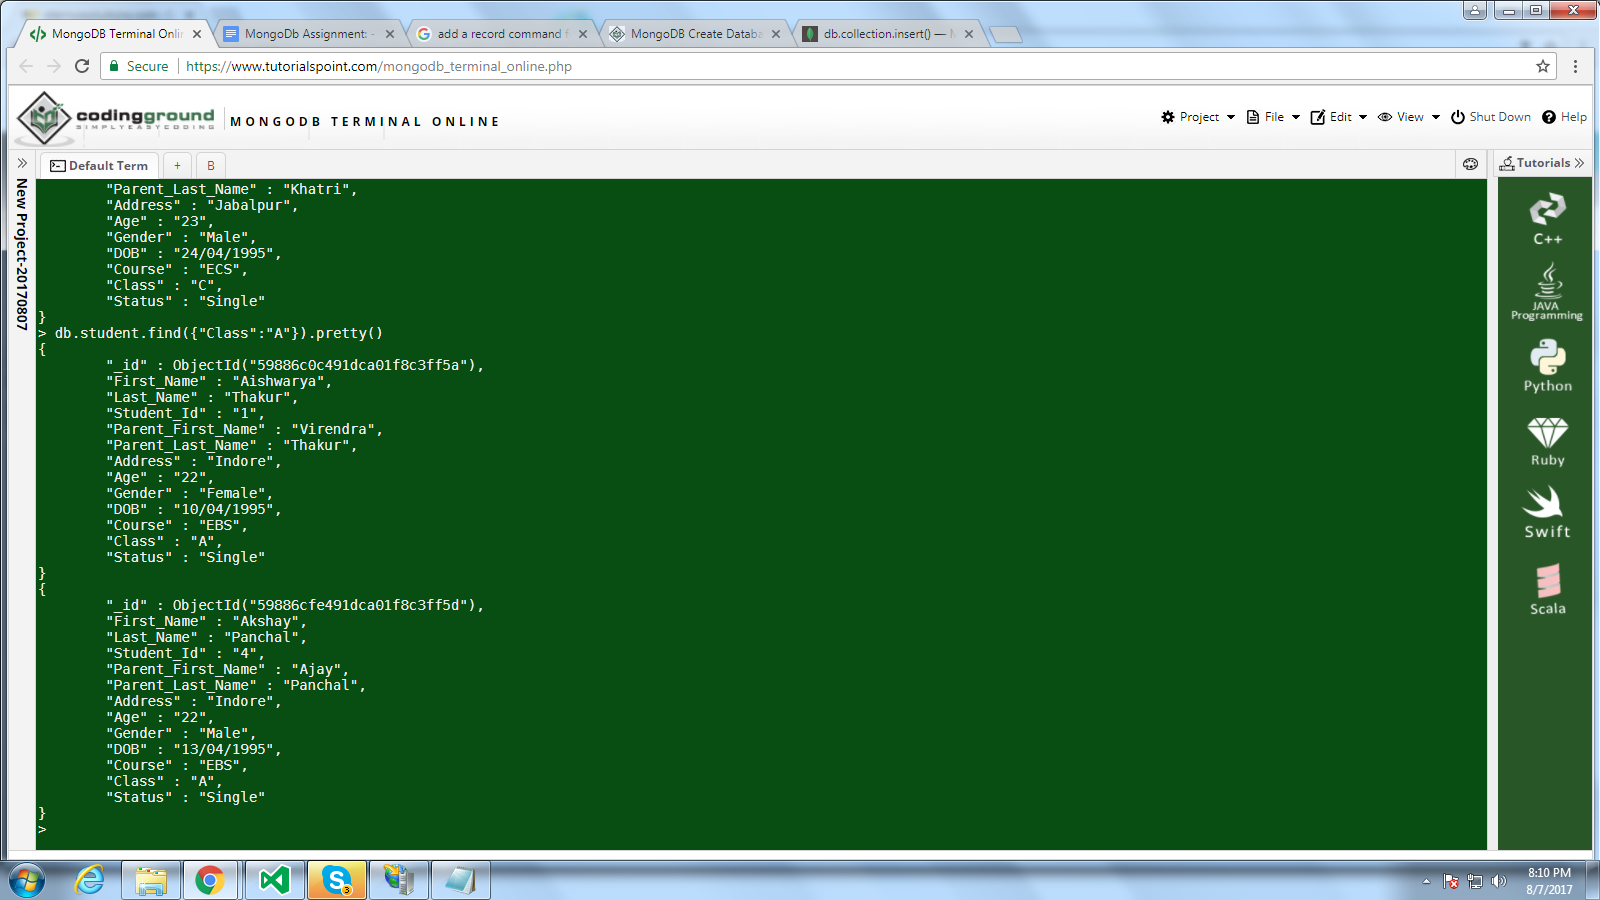 MongoDB Terminal Onli
MongoDb Assignment: -
add a record command f
MongoDB Create Databa
db.collection.insert() — M
Secure
https://www.tutorialspoint.com/mongodb_terminal_online.php
codingground
SIMPLYEASYCODING
MONGODB TERMINAL ONLINE
Project
File
Edit
View
Shut Down
Help
New Project-20170807
Default Term
+
B
Tutorials
"Parent_Last_Name" : "Khatri",
"Address" : "Jabalpur",
"Age" : "23",
"Gender" : "Male",
"DOB" : "24/04/1995",
"Course" : "ECS",
"Class" : "C",
"Status" : "Single"
}
> db.student.find({"Class":"A"}).pretty()
{
"_id" : ObjectId("59886c0c491dca01f8c3ff5a"),
"First_Name" : "Aishwarya",
"Last_Name" : "Thakur",
"Student_Id" : "1",
"Parent_First_Name" : "Virendra",
"Parent_Last_Name" : "Thakur",
"Address" : "Indore",
"Age" : "22",
"Gender" : "Female",
"DOB" : "10/04/1995",
"Course" : "EBS",
"Class" : "A",
"Status" : "Single"
}
{
"_id" : ObjectId("59886cfe491dca01f8c3ff5d"),
"First_Name" : "Akshay",
"Last_Name" : "Panchal",
"Student_Id" : "4",
"Parent_First_Name" : "Ajay",
"Parent_Last_Name" : "Panchal",
"Address" : "Indore",
"Age" : "22",
"Gender" : "Male",
"DOB" : "13/04/1995",
"Course" : "EBS",
"Class" : "A",
"Status" : "Single"
}
>
C++
JAVA
Programming
Python
Ruby
Swift
Scala
3
8:10 PM
8/7/2017